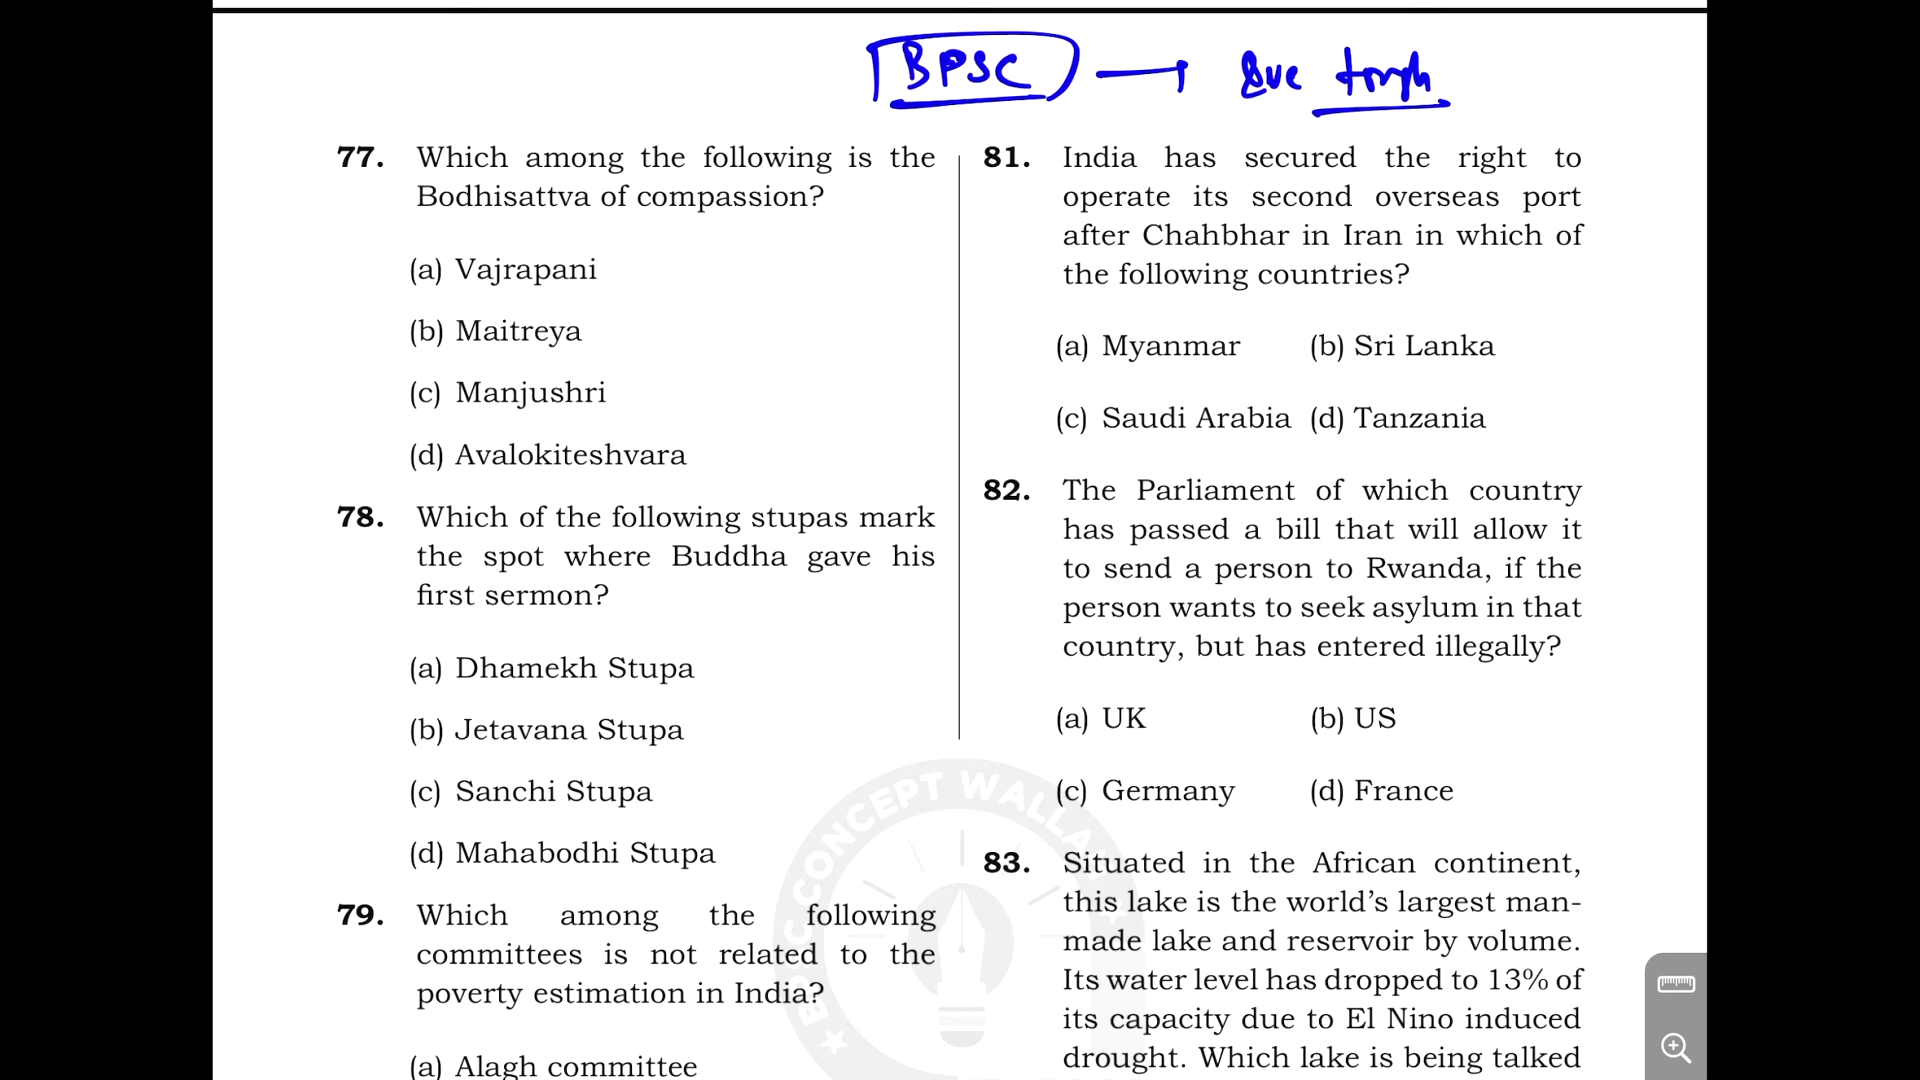 BPSC → que tough
77. Which among the following is the
Bodhisattva of compassion?
(a) Vajrapani
(b) Maitreya
(c) Manjushri
(d) Avalokiteshvara
78. Which of the following stupas mark
the spot where Buddha gave his
first sermon?
(a) Dhamekh Stupa
(b) Jetavana Stupa
(c) Sanchi Stupa
(d) Mahabodhi Stupa
79. Which among the following
committees is not related to the
poverty estimation in India?
(a) Alagh committee
81. India has secured the right to
operate its second overseas port
after Chahbhar in Iran in which of
the following countries?
(a) Myanmar (b) Sri Lanka
(c) Saudi Arabia (d) Tanzania
82. The Parliament of which country
has passed a bill that will allow it
to send a person to Rwanda, if the
person wants to seek asylum in that
country, but has entered illegally?
(a) UK (b) US
(c) Germany (d) France
83. Situated in the African continent,
this lake is the world's largest man-
made lake and reservoir by volume.
Its water level has dropped to 13% of
its capacity due to El Nino induced
drought. Which lake is being talked
BPSC CONCEPT WALLAH